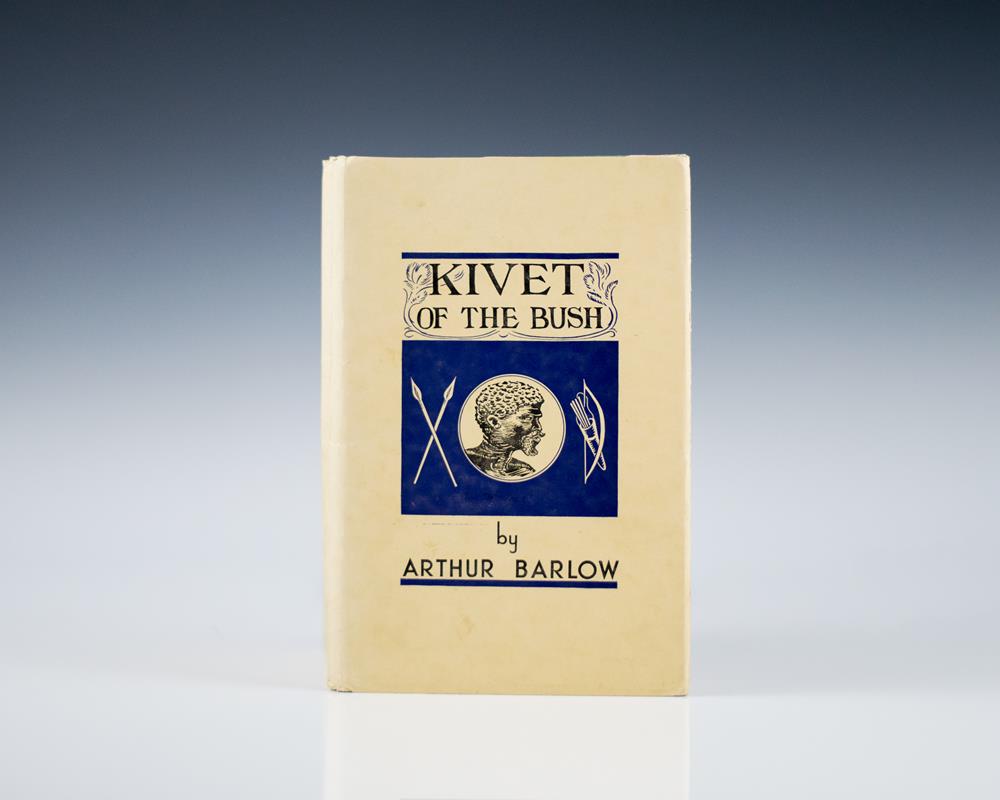 KIVET
OF THE BUSH
by
ARTHUR BARLOW